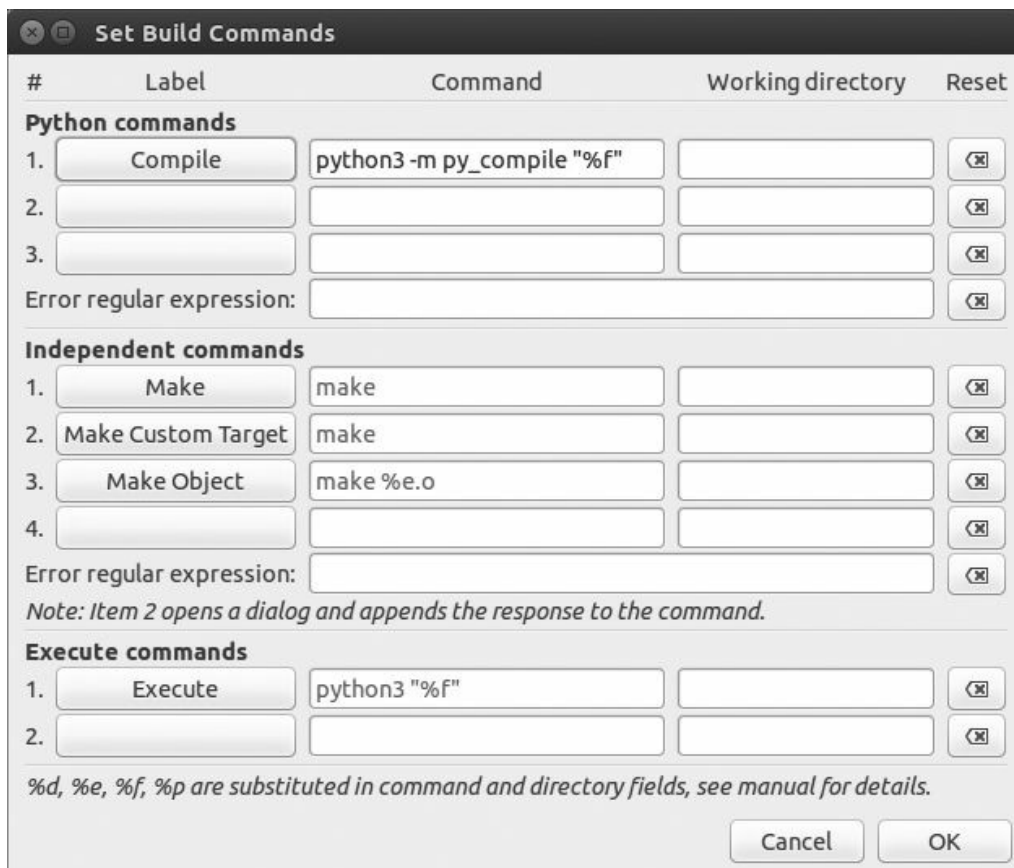 Set Build Commands
# Label Command Working directory Reset
Python commands
1. Compile python3 -m py_compile "%f"
2.
3.
Error regular expression:
Independent commands
1. Make make
2. Make Custom Target make
3. Make Object make %e.o
4.
Error regular expression:
Note: Item 2 opens a dialog and appends the response to the command.
Execute commands
1. Execute python3 "%f"
2.
%d, %e, %f, %p are substituted in command and directory fields, see manual for details.
Cancel OK